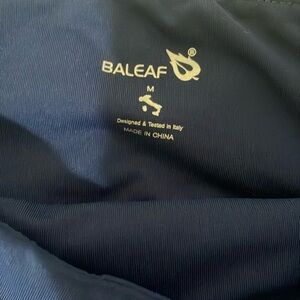 BALEAF ®
M
Designed & Tested in Italy
MADE IN CHINA